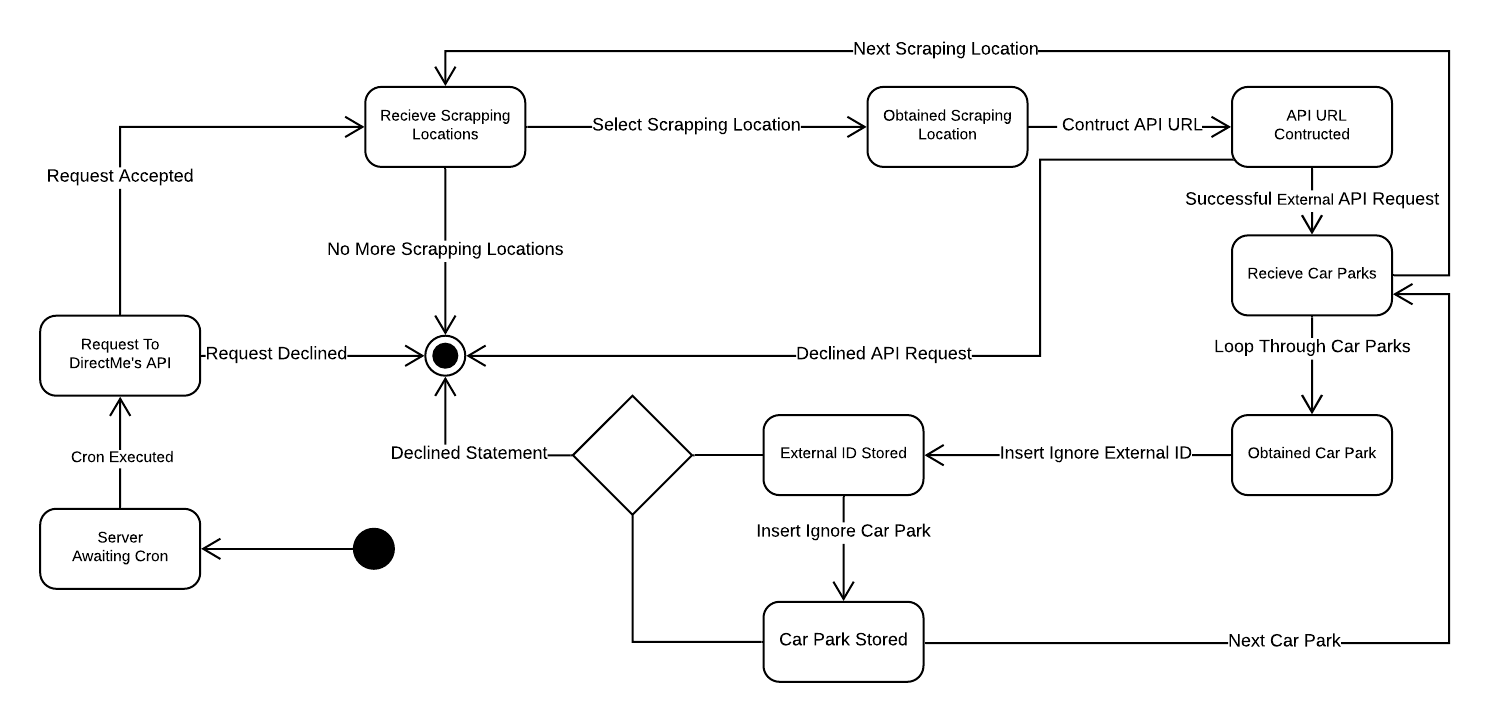 Next Scraping Location
Recieve Scrapping
Locations
Select Scrapping Location
Obtained Scraping
Location
Contruct API URL
API URL
Contructed
Request Accepted
Successful External API Request
No More Scrapping Locations
Recieve Car Parks
Request To
DirectMe's API
Request Declined
Declined API Request
Loop Through Car Parks
Cron Executed
Declined Statement
External ID Stored
Insert Ignore External ID
Obtained Car Park
Server
Awaiting Cron
Insert Ignore Car Park
Car Park Stored
Next Car Park